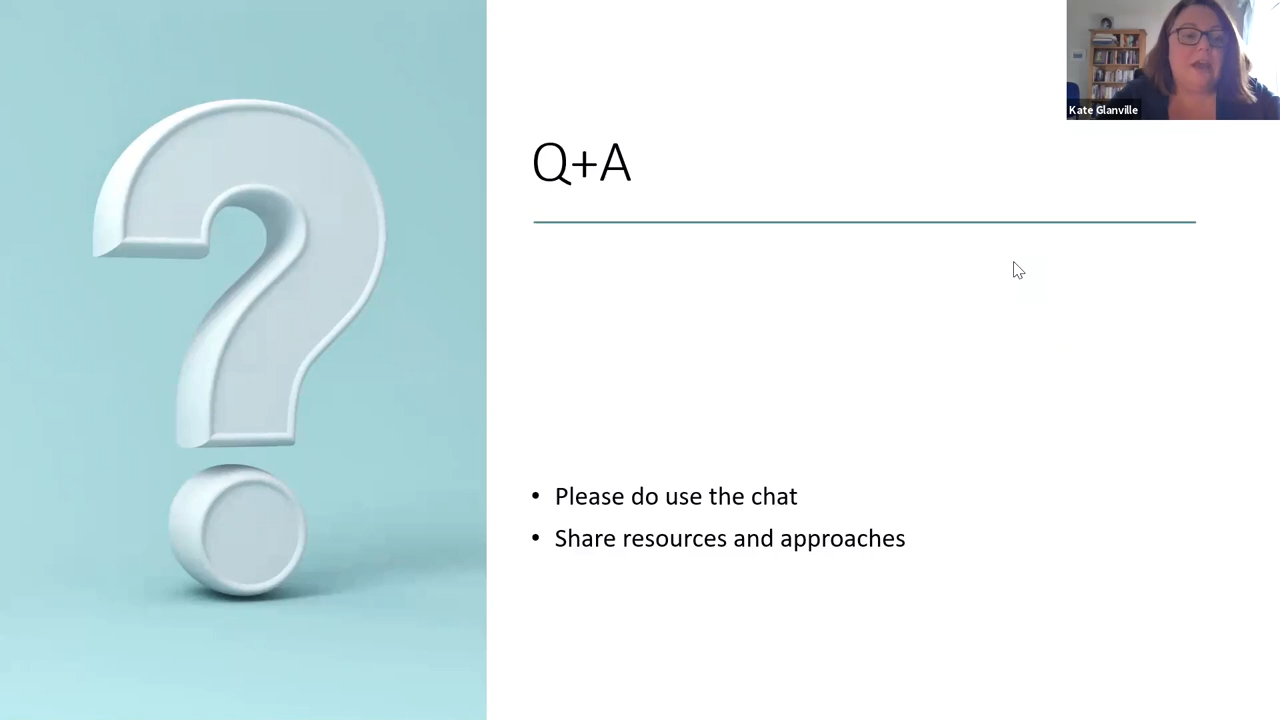 Kate Glanville
Q+A
• Please do use the chat
• Share resources and approaches